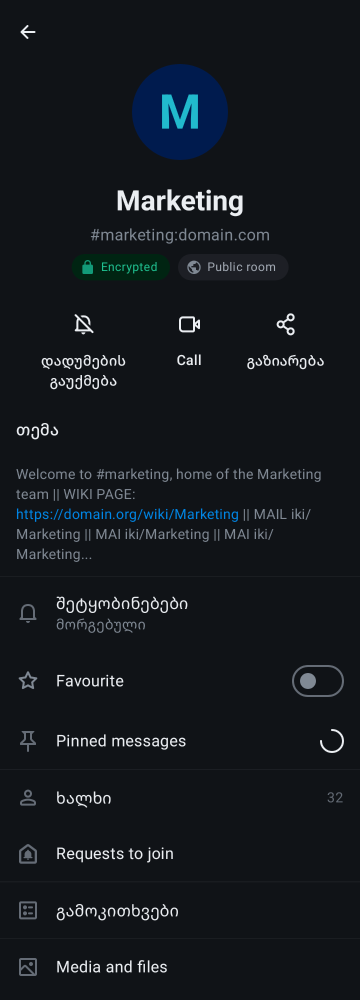 M
Marketing
#marketing:domain.com
Encrypted
Public room
დადუმების
გაუქმება
Call
გაზიარება
თემა
Welcome to #marketing, home of the Marketing
team || WIKI PAGE:
https://domain.org/wiki/Marketing || MAIL iki/
Marketing || MAI iki/Marketing || MAI iki/
Marketing...
შეტყობინებები
მორგებული
Favourite
Pinned messages
ხალხი
32
Requests to join
გამოკითხვები
Media and files